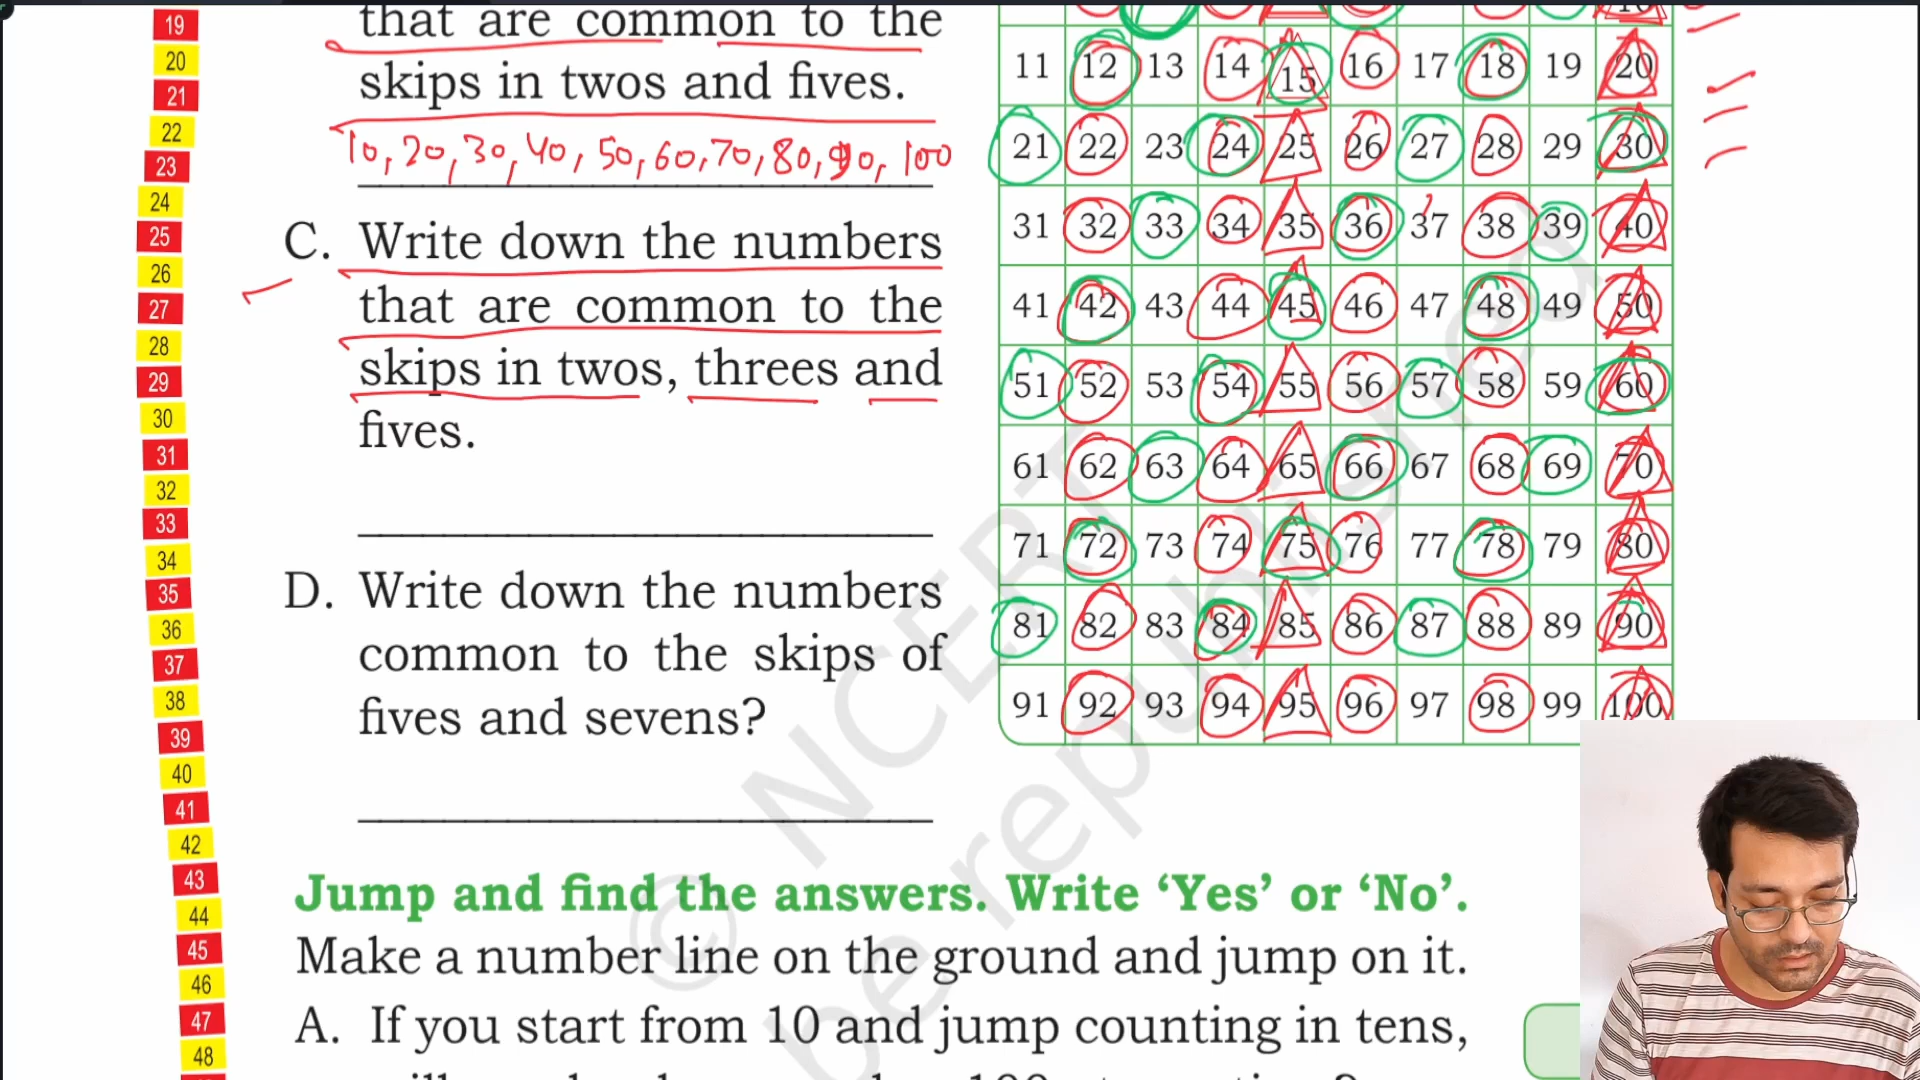 19
20
21
22
23
24
25
26
27
28
29
30
31
32
33
34
35
36
37
38
39
40
41
42
43
44
45
46
47
48
that are common to the
skips in twos and fives.
10, 20, 30, 40, 50, 60, 70, 80, 90, 100
C. Write down the numbers
that are common to the
skips in twos, threes and
fives.
D. Write down the numbers
common to the skips of
fives and sevens?
11 12 13 14 15 16 17 18 19 20
21 22 23 24 25 26 27 28 29 30
31 32 33 34 35 36 37 38 39 40
41 42 43 44 45 46 47 48 49 50
51 52 53 54 55 56 57 58 59 60
61 62 63 64 65 66 67 68 69 70
71 72 73 74 75 76 77 78 79 80
81 82 83 84 85 86 87 88 89 90
91 92 93 94 95 96 97 98 99 100
© NCERT
be republished
Jump and find the answers. Write ‘Yes’ or ‘No’.
Make a number line on the ground and jump on it.
A. If you start from 10 and jump counting in tens,